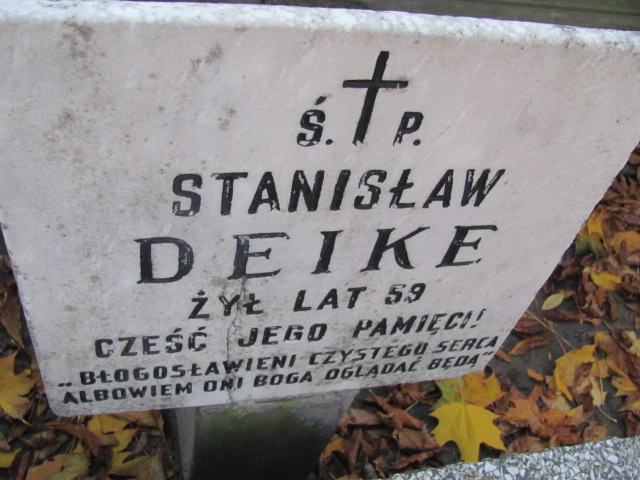 Ś. P.
STANISŁAW
DEIKE
ŻYŁ LAT 59
CZEŚĆ JEGO PAMIĘCI!
„BŁOGOSŁAWIENI CZYSTEGO SERCA
ALBOWIEM ONI BOGA OGLĄDAĆ BĘDĄ"